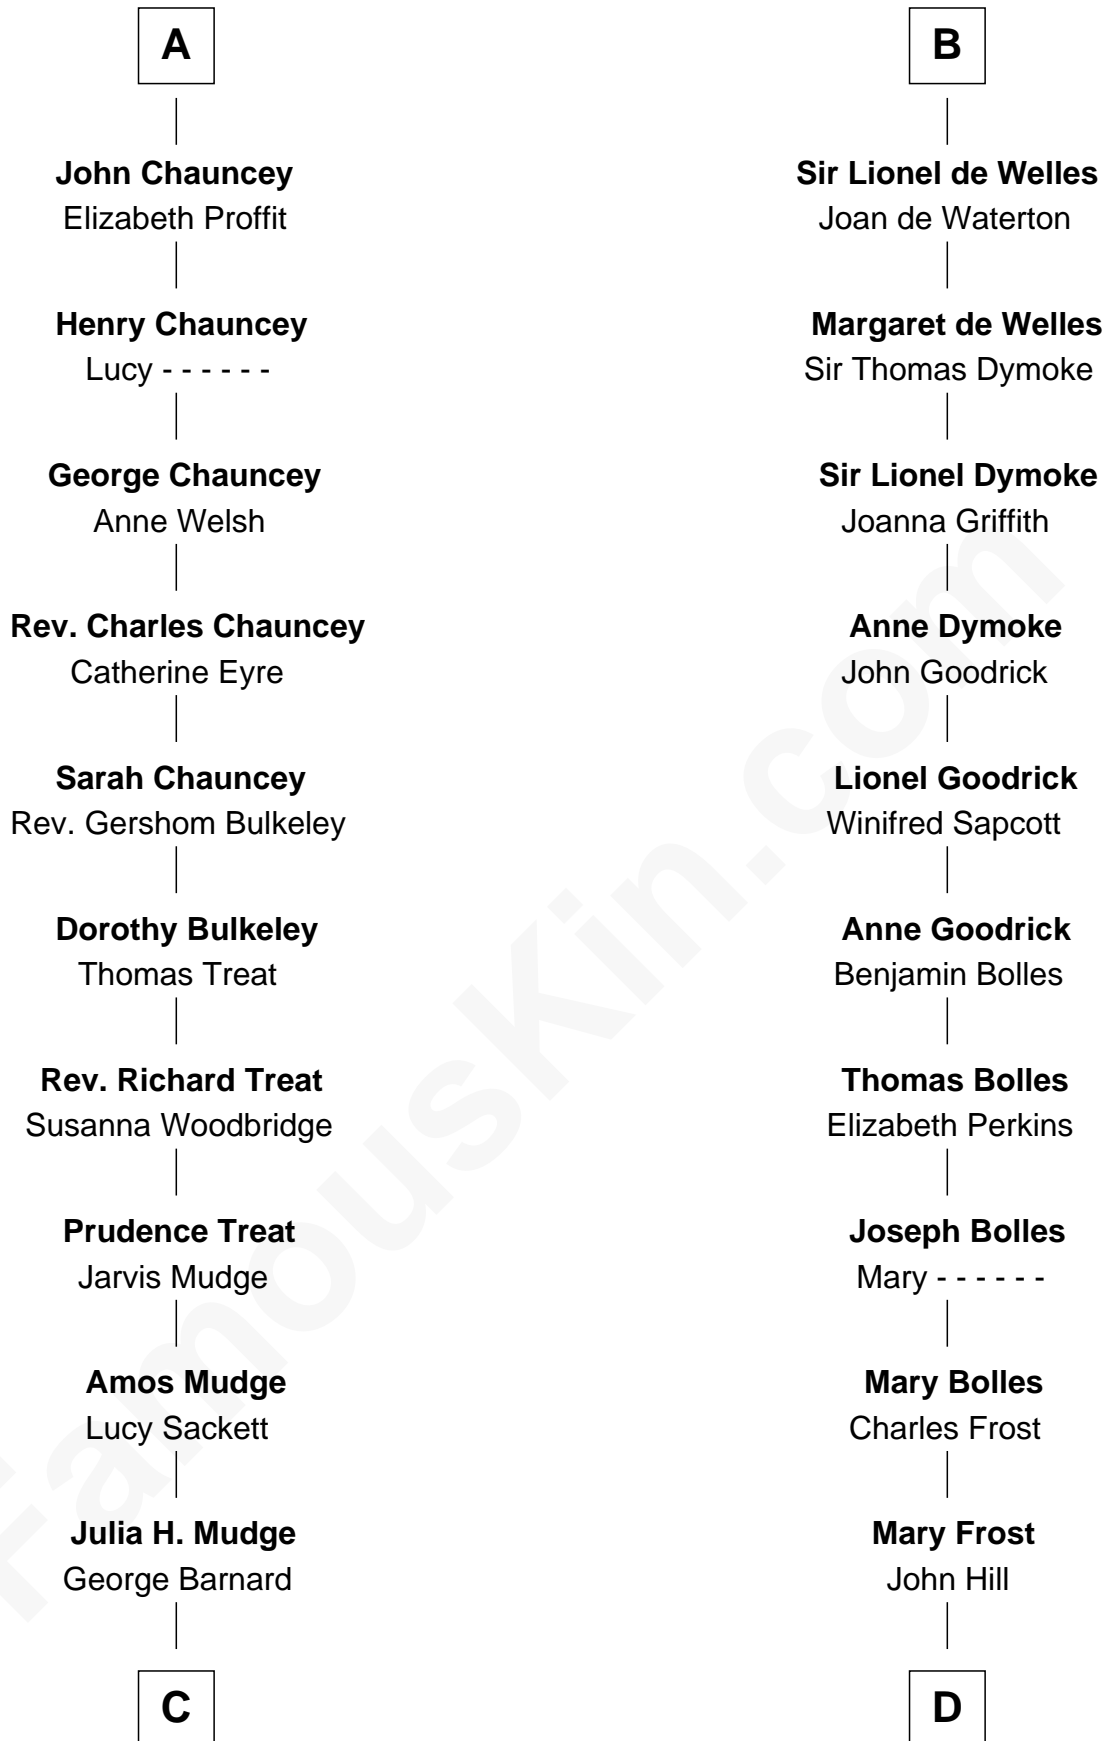 A
John Chauncey
Elizabeth Proffit
Henry Chauncey
Lucy - - - - - -
George Chauncey
Anne Welsh
Rev. Charles Chauncey
Catherine Eyre
Sarah Chauncey
Rev. Gershom Bulkeley
Dorothy Bulkeley
Thomas Treat
Rev. Richard Treat
Susanna Woodbridge
Prudence Treat
Jarvis Mudge
Amos Mudge
Lucy Sackett
Julia H. Mudge
George Barnard
C
B
Sir Lionel de Welles
Joan de Waterton
Margaret de Welles
Sir Thomas Dymoke
Sir Lionel Dymoke
Joanna Griffith
Anne Dymoke
John Goodrick
Lionel Goodrick
Winifred Sapcott
Anne Goodrick
Benjamin Bolles
Thomas Bolles
Elizabeth Perkins
Joseph Bolles
Mary - - - - - -
Mary Bolles
Charles Frost
Mary Frost
John Hill
D
FamousKin.com